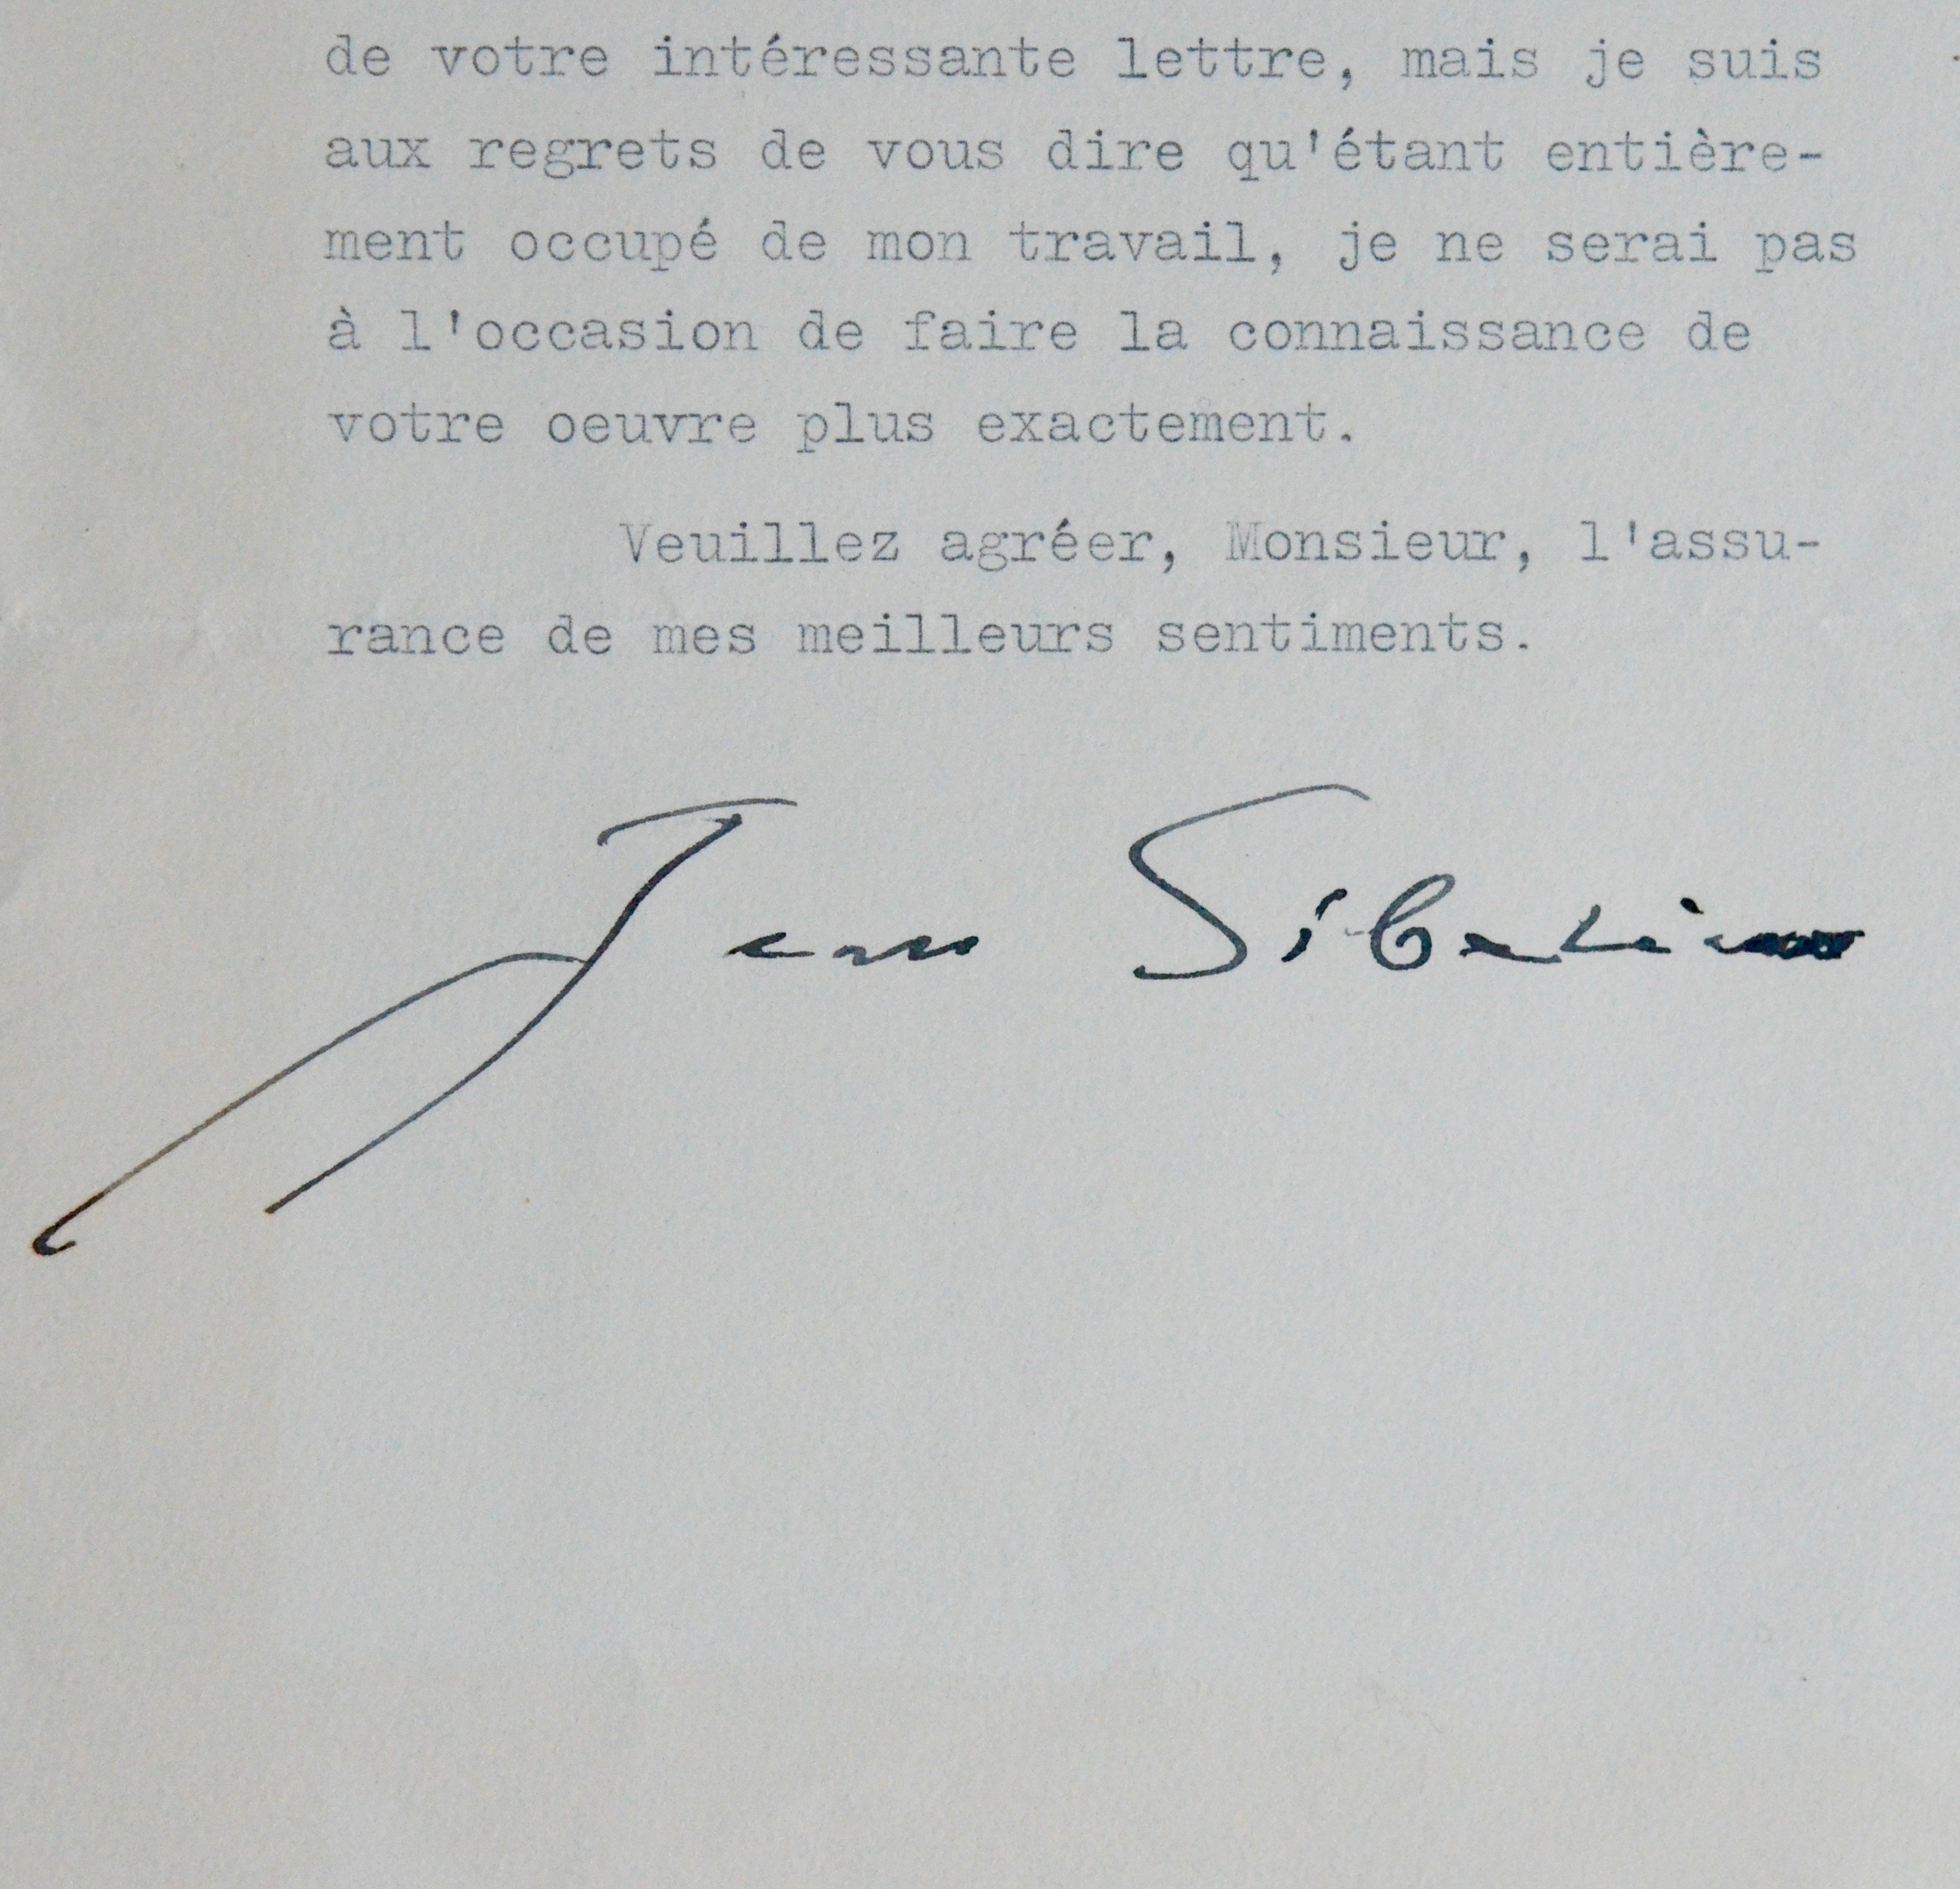 de votre intéressante lettre, mais je suis
aux regrets de vous dire qu'étant entière-
ment occupé de mon travail, je ne serai pas
à l'occasion de faire la connaissance de
votre oeuvre plus exactement.
Veuillez agréer, Monsieur, l'assu-
rance de mes meilleurs sentiments.
Jean Sibelius